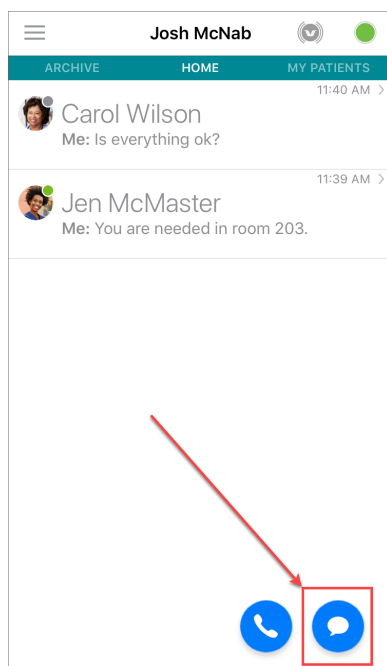 Josh McNab
ARCHIVE HOME MY PATIENTS
11:40 AM
Carol Wilson
Me: Is everything ok?
11:39 AM
Jen McMaster
Me: You are needed in room 203.